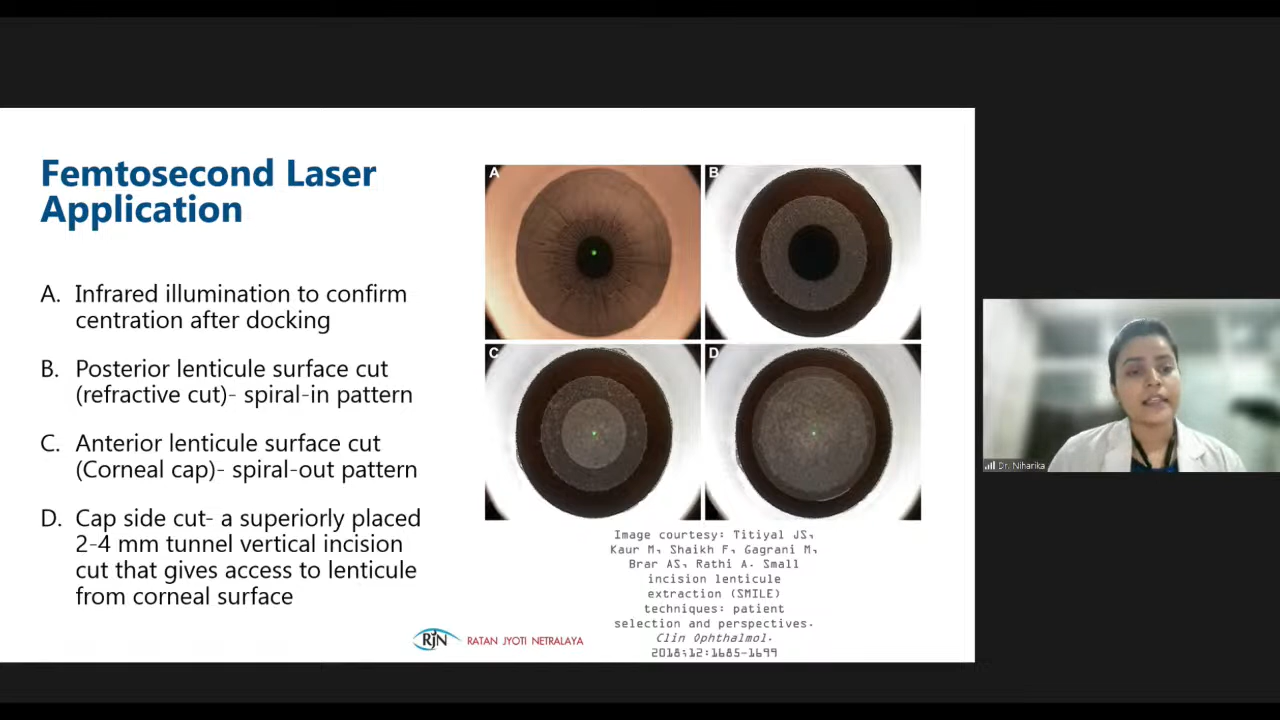 Femtosecond Laser
Application
A. Infrared illumination to confirm
centration after docking
B. Posterior lenticule surface cut
(refractive cut)- spiral-in pattern
C. Anterior lenticule surface cut
(Corneal cap)- spiral-out pattern
D. Cap side cut- a superiorly placed
2-4 mm tunnel vertical incision
cut that gives access to lenticule
from corneal surface
A
B
C
D
Image courtesy: Titiyal JS,
Kaur M, Shaikh F, Gagrani M,
Brar AS, Rathi A. Small
incision lenticule
extraction (SMILE)
techniques: patient
selection and perspectives.
Clin Ophthalmol.
2018;12:1685-1699
RJN RATAN JYOTI NETRALAYA
Dr. Niharika